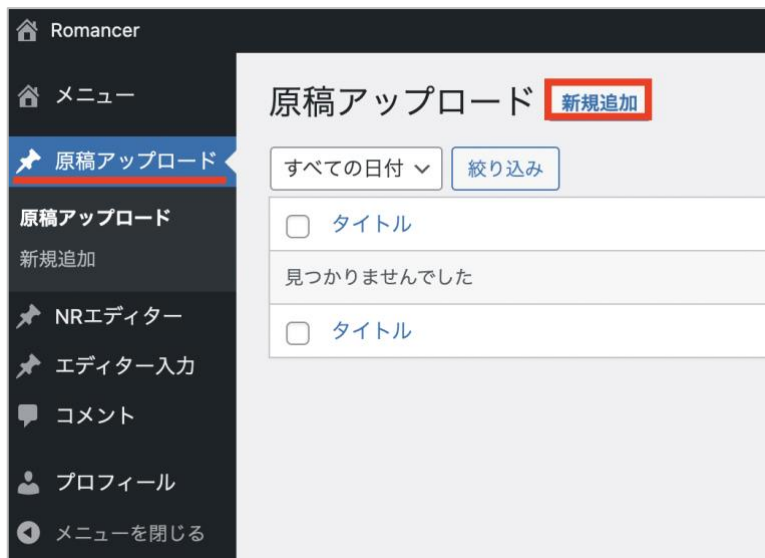 Romancer
メニュー
原稿アップロード
原稿アップロード
新規追加
NRエディター
エディター入力
コメント
プロフィール
メニューを閉じる
原稿アップロード 新規追加
すべての日付 絞り込み
タイトル
見つかりませんでした
タイトル